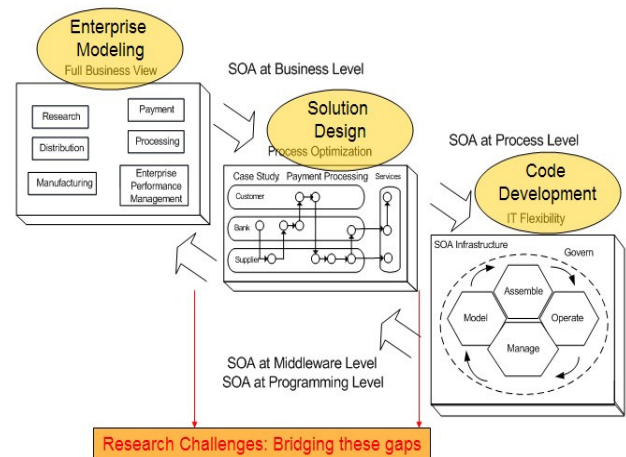 Enterprise
Modeling
Full Business View
Research
Payment
Distribution
Processing
Manufacturing
Enterprise
Performance
Management
SOA at Business Level
Solution
Design
Process Optimization
Case Study Payment Processing Services
Customer
Bank
Supplier
SOA at Process Level
Code
Development
IT Flexibility
SOA Infrastructure
Govern
Assemble
Model
Operate
Manage
SOA at Middleware Level
SOA at Programming Level
Research Challenges: Bridging these gaps